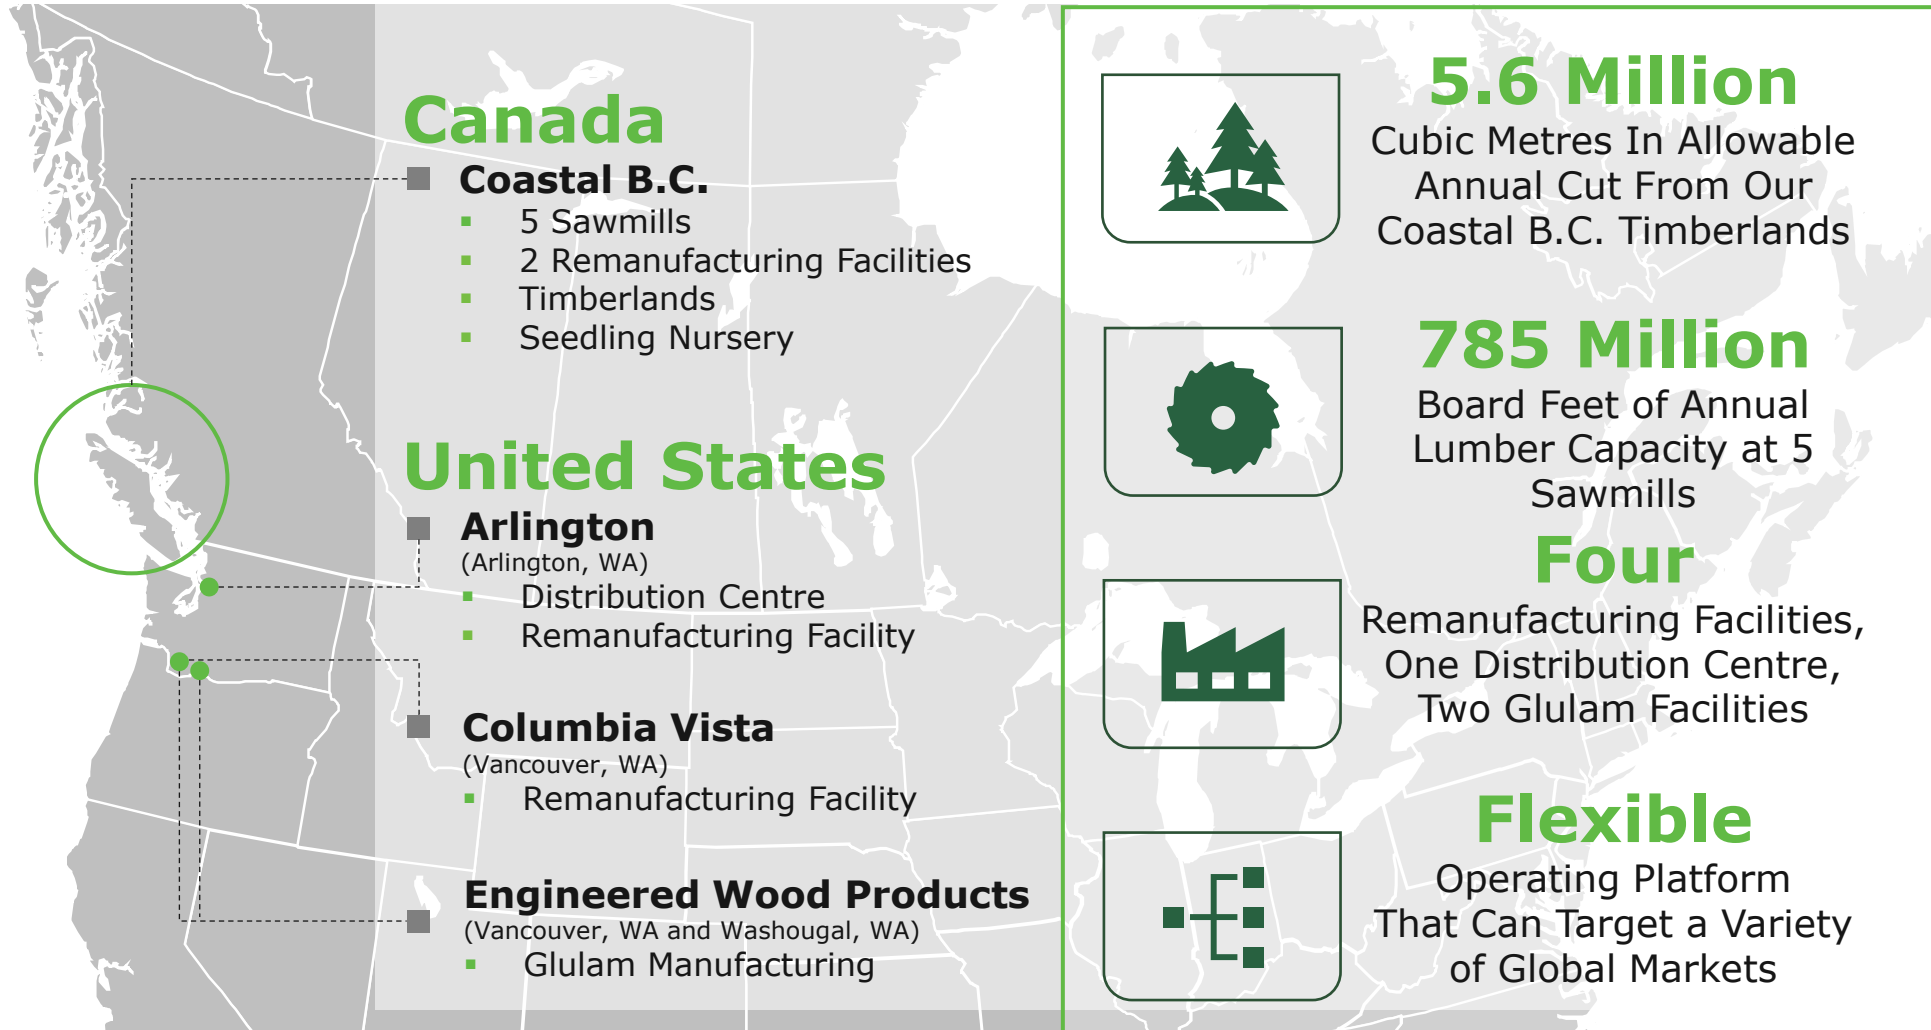 Canada
Coastal B.C.
▪ 5 Sawmills
▪ 2 Remanufacturing Facilities
▪ Timberlands
▪ Seedling Nursery
United States
Arlington
(Arlington, WA)
▪ Distribution Centre
▪ Remanufacturing Facility
Columbia Vista
(Vancouver, WA)
▪ Remanufacturing Facility
Engineered Wood Products
(Vancouver, WA and Washougal, WA)
▪ Glulam Manufacturing
5.6 Million
Cubic Metres In Allowable
Annual Cut From Our
Coastal B.C. Timberlands
785 Million
Board Feet of Annual
Lumber Capacity at 5
Sawmills
Four
Remanufacturing Facilities,
One Distribution Centre,
Two Glulam Facilities
Flexible
Operating Platform
That Can Target a Variety
of Global Markets